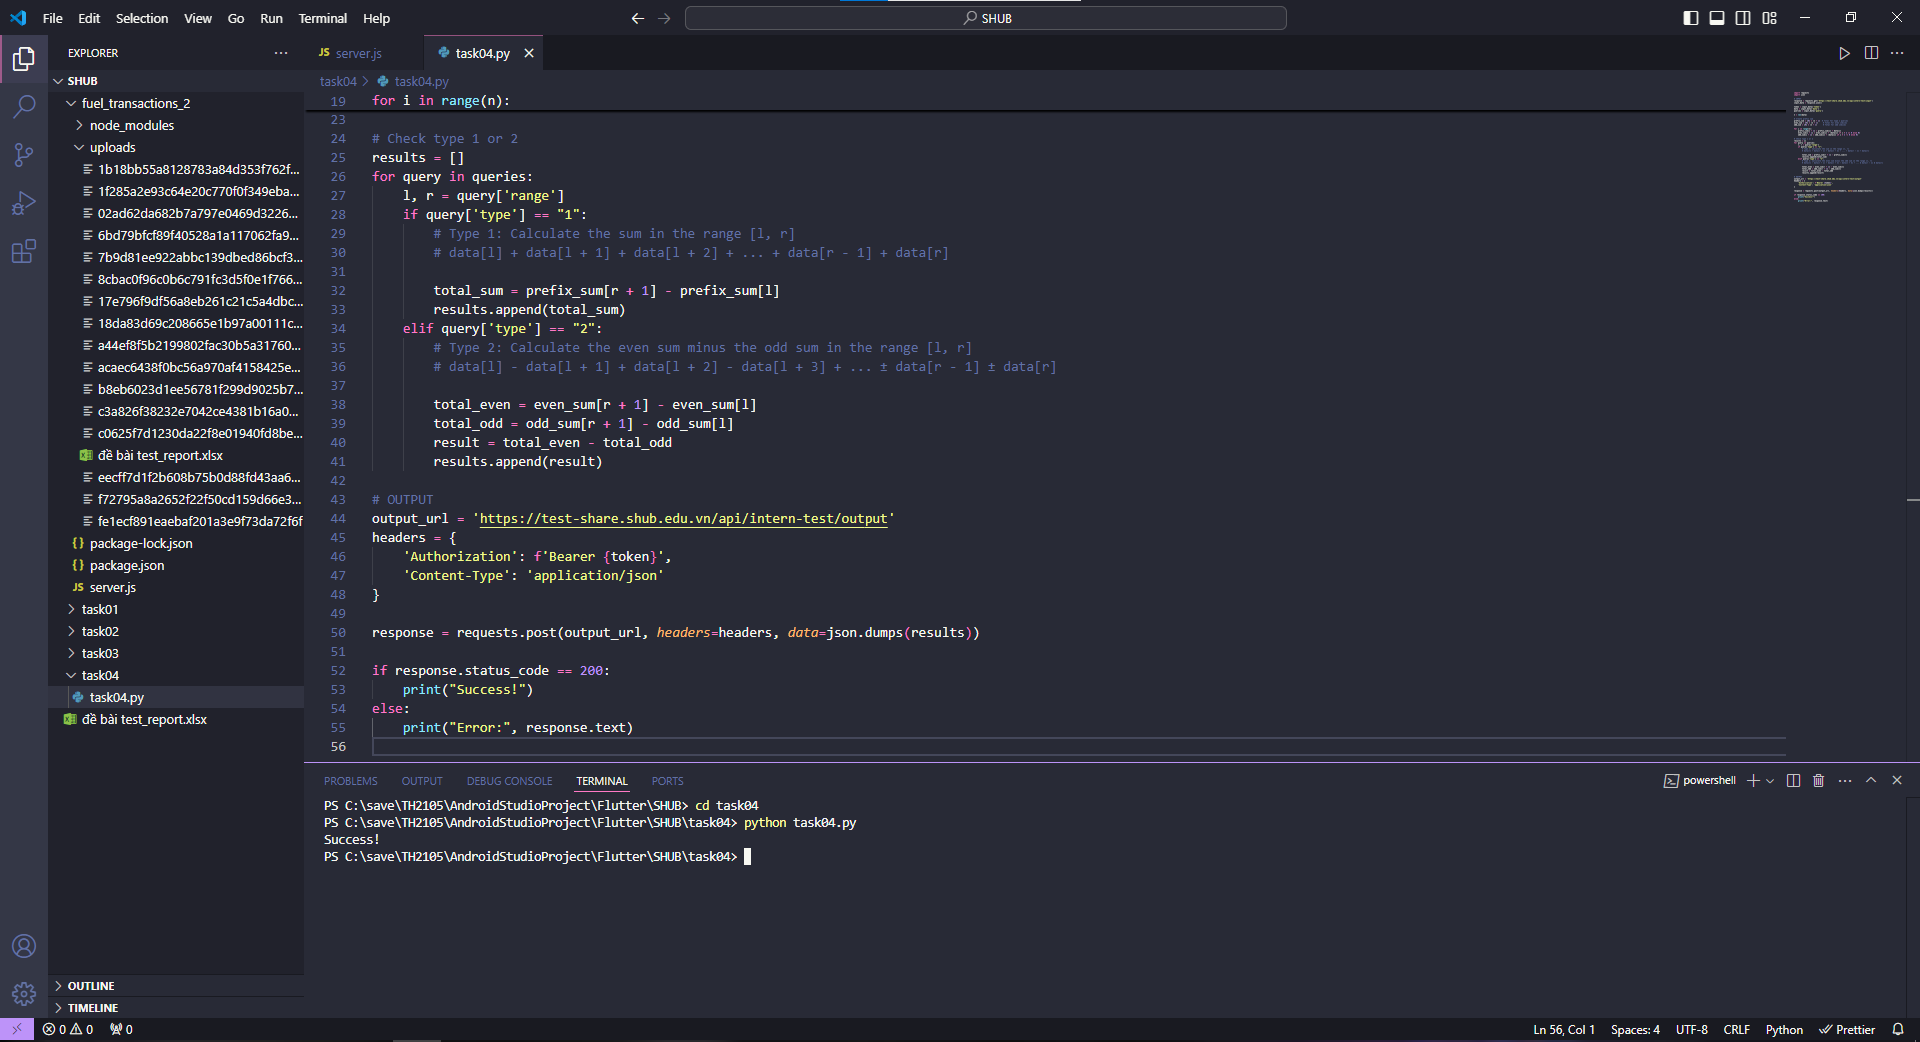 File Edit Selection View Go Run Terminal Help
SHUB
EXPLORER
SHUB
fuel_transactions_2
node_modules
uploads
1b18bb55a8128783a84d353f762f...
1f285a2e93c64e20c770f0f349eba...
02ad62da682b7a797e0469d3226...
6bd79bfcf89f40528a1a117062fa9...
7b9d81ee922abbc139dbed86bcf3...
8cbac0f96c0b6c791fc3d5f0e1f766...
17e796f9df56a8eb261c21c5a4dbc...
18da83d69c208665e1b97a00111c...
a44ef8f5b2199802fac30b5a31760...
acaec6438f0bc56a970af4158425e...
b8eb6023d1ee56781f299d9025b7...
c3a826f38232e7042ce4381b16a0...
c0625f7d1230da22f8e01940fd8be...
đề bài test_report.xlsx
eecff7d1f2b608b75b0d88fd43aa6...
f72795a8a2652f22f50cd159d66e3...
fe1ecf891eaebaf201a3e9f73da72f6f
package-lock.json
package.json
JS server.js
task01
task02
task03
task04
task04.py
đề bài test_report.xlsx
OUTLINE
TIMELINE
JS server.js task04.py
task04 > task04.py
19 for i in range(n):
23
24 # Check type 1 or 2
25 results = []
26 for query in queries:
27 l, r = query['range']
28 if query['type'] == "1":
29 # Type 1: Calculate the sum in the range [l, r]
30 # data[l] + data[l + 1] + data[l + 2] + ... + data[r - 1] + data[r]
31
32 total_sum = prefix_sum[r + 1] - prefix_sum[l]
33 results.append(total_sum)
34 elif query['type'] == "2":
35 # Type 2: Calculate the even sum minus the odd sum in the range [l, r]
36 # data[l] - data[l + 1] + data[l + 2] - data[l + 3] + ... ± data[r - 1] ± data[r]
37
38 total_even = even_sum[r + 1] - even_sum[l]
39 total_odd = odd_sum[r + 1] - odd_sum[l]
40 result = total_even - total_odd
41 results.append(result)
42
43 # OUTPUT
44 output_url = 'https://test-share.shub.edu.vn/api/intern-test/output'
45 headers = {
46 'Authorization': f'Bearer {token}',
47 'Content-Type': 'application/json'
48 }
49
50 response = requests.post(output_url, headers=headers, data=json.dumps(results))
51
52 if response.status_code == 200:
53 print("Success!")
54 else:
55 print("Error:", response.text)
56
PROBLEMS OUTPUT DEBUG CONSOLE TERMINAL PORTS
powershell
PS C:\save\TH2105\AndroidStudioProject\Flutter\SHUB> cd task04
PS C:\save\TH2105\AndroidStudioProject\Flutter\SHUB\task04> python task04.py
Success!
PS C:\save\TH2105\AndroidStudioProject\Flutter\SHUB\task04>
0 0 0
Ln 56, Col 1 Spaces: 4 UTF-8 CRLF Python Prettier